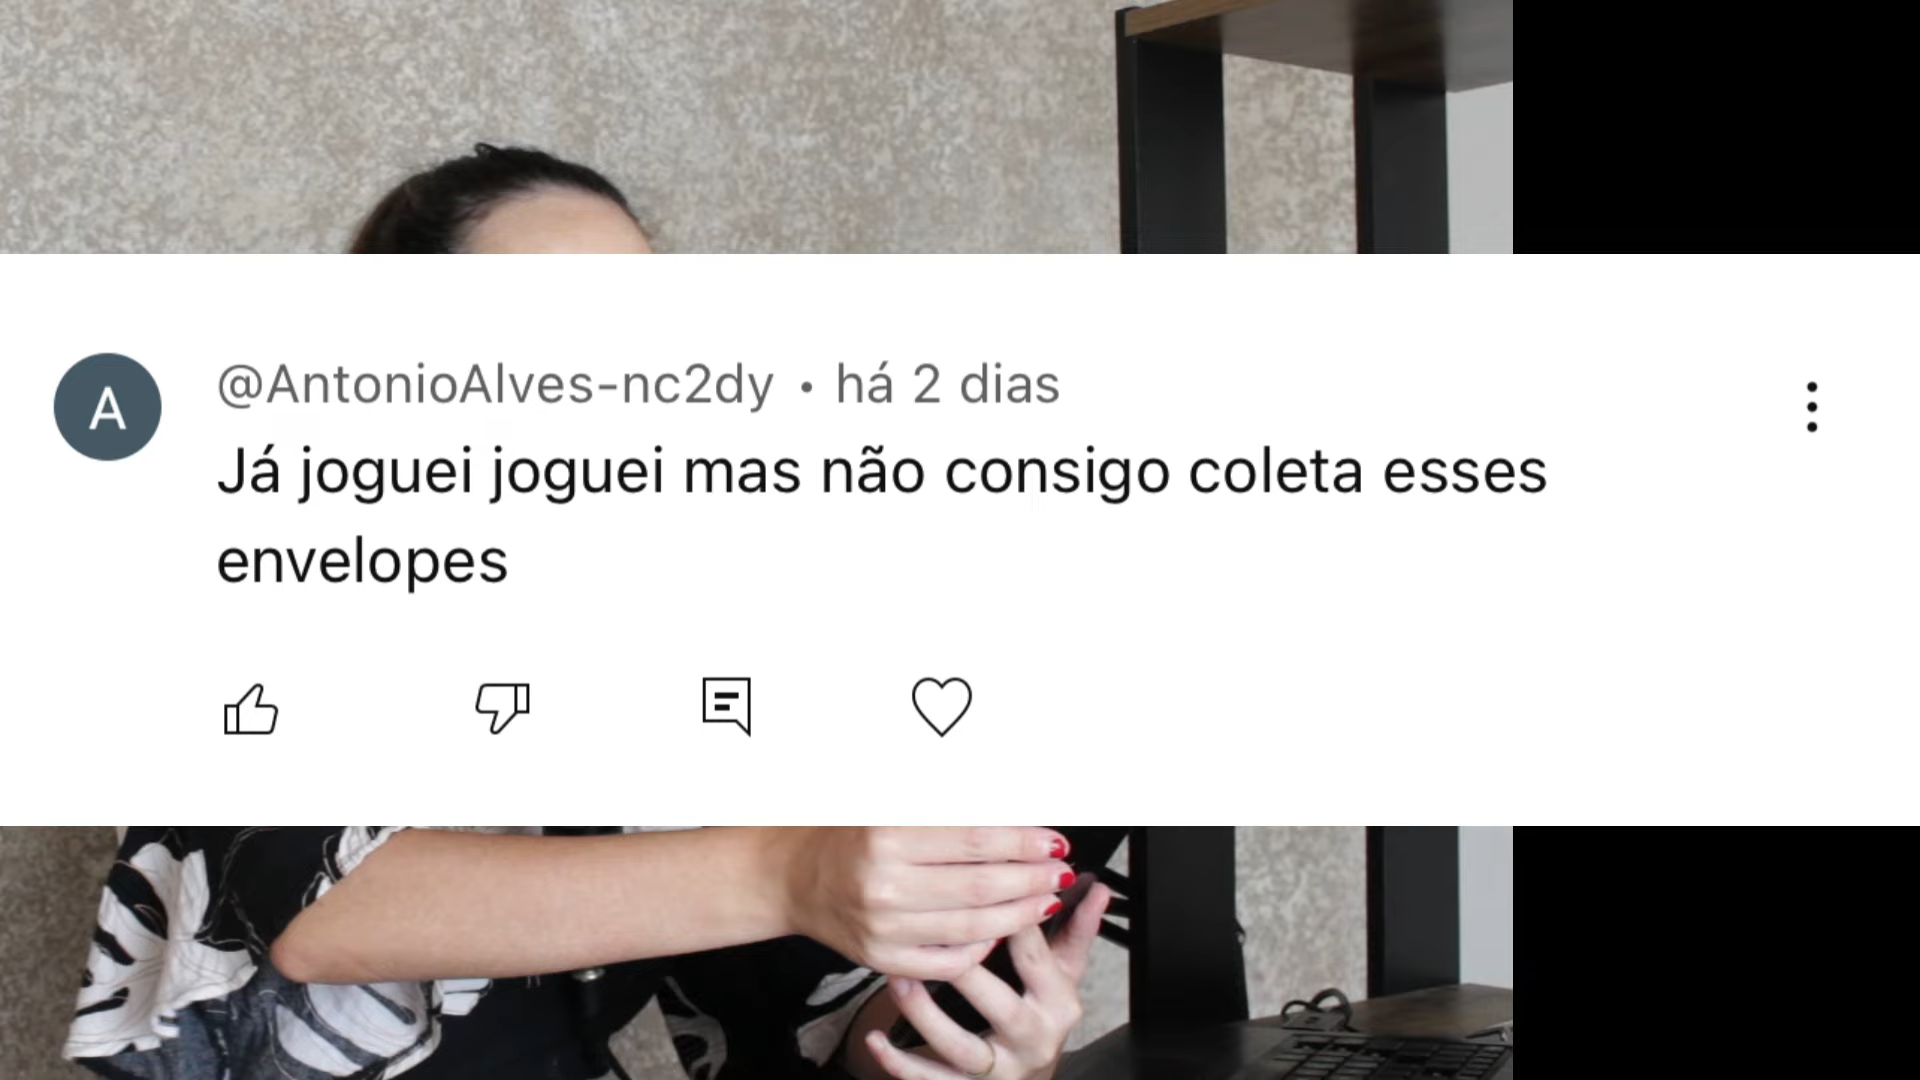 A
@AntonioAlves-nc2dy • há 2 dias
Já joguei joguei mas não consigo coleta esses
envelopes